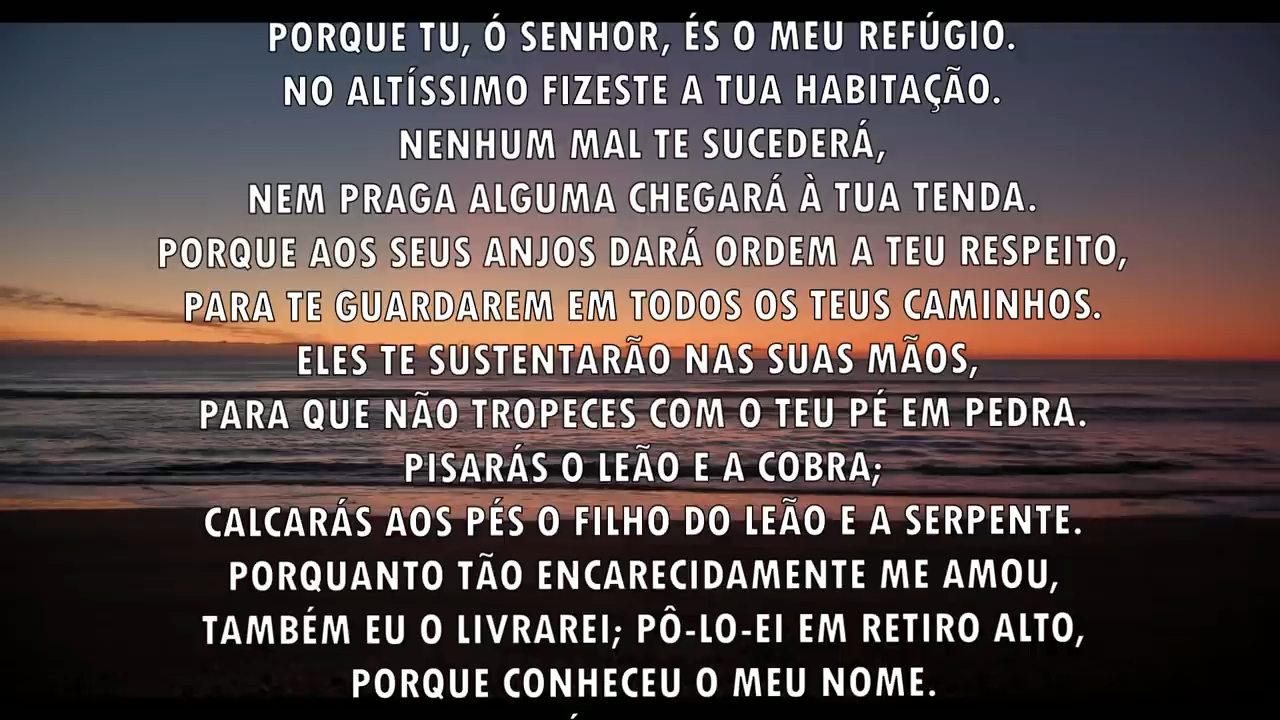 PORQUE TU, Ó SENHOR, ÉS O MEU REFÚGIO.
NO ALTÍSSIMO FIZESTE A TUA HABITAÇÃO.
NENHUM MAL TE SUCEDERÁ,
NEM PRAGA ALGUMA CHEGARÁ À TUA TENDA.
PORQUE AOS SEUS ANJOS DARÁ ORDEM A TEU RESPEITO,
PARA TE GUARDAREM EM TODOS OS TEUS CAMINHOS.
ELES TE SUSTENTARÃO NAS SUAS MÃOS,
PARA QUE NÃO TROPECES COM O TEU PÉ EM PEDRA.
PISARÁS O LEÃO E A COBRA;
CALCARÁS AOS PÉS O FILHO DO LEÃO E A SERPENTE.
PORQUANTO TÃO ENCARECIDAMENTE ME AMOU,
TAMBÉM EU O LIVRAREI; PÔ-LO-EI EM RETIRO ALTO,
PORQUE CONHECEU O MEU NOME.